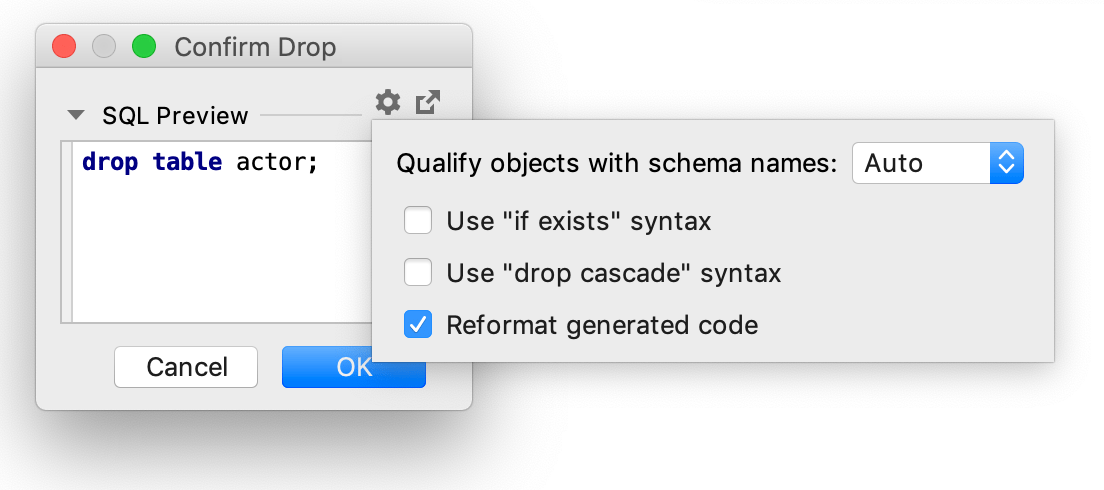 Confirm Drop
SQL Preview
drop table actor;
Qualify objects with schema names: Auto
Use "if exists" syntax
Use "drop cascade" syntax
Reformat generated code
Cancel OK